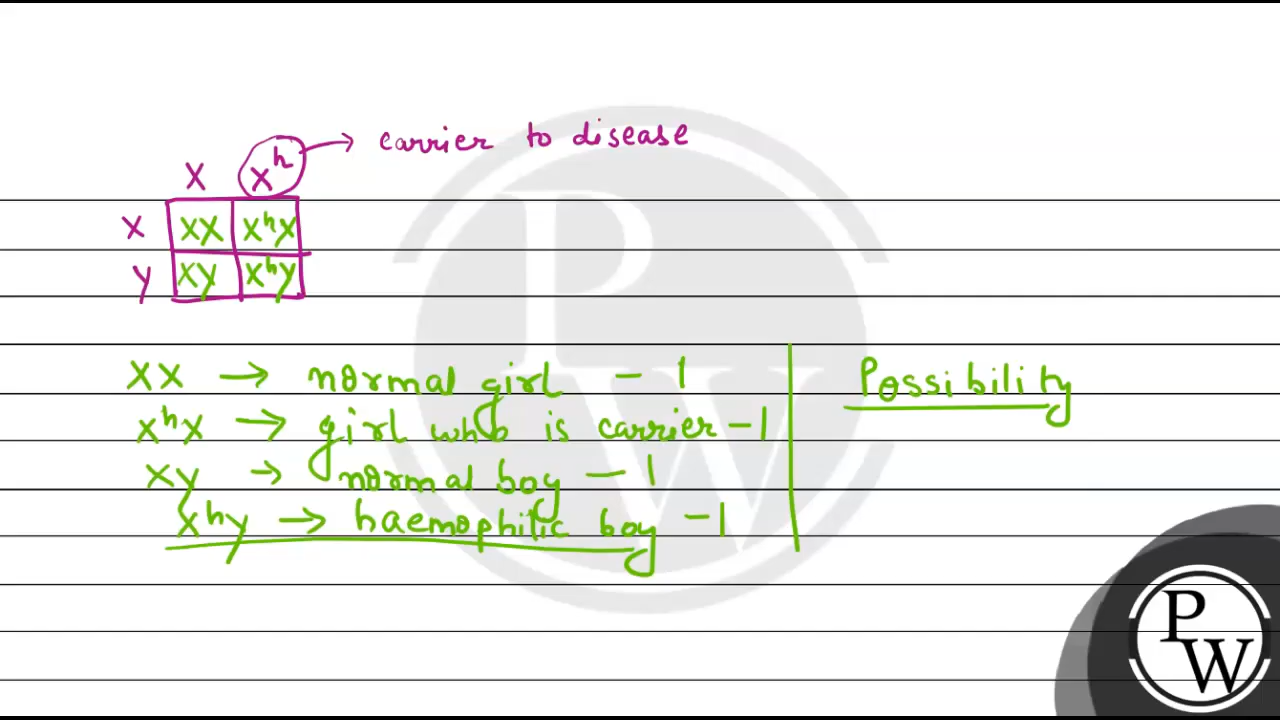 x xʰ → carrier to disease
x xx xʰx
y xy xʰy
xx → normal girl - 1
xʰx → girl who is carrier - 1
xy → normal boy - 1
xʰy → haemophilic boy - 1
Possibility
P
W
P
W